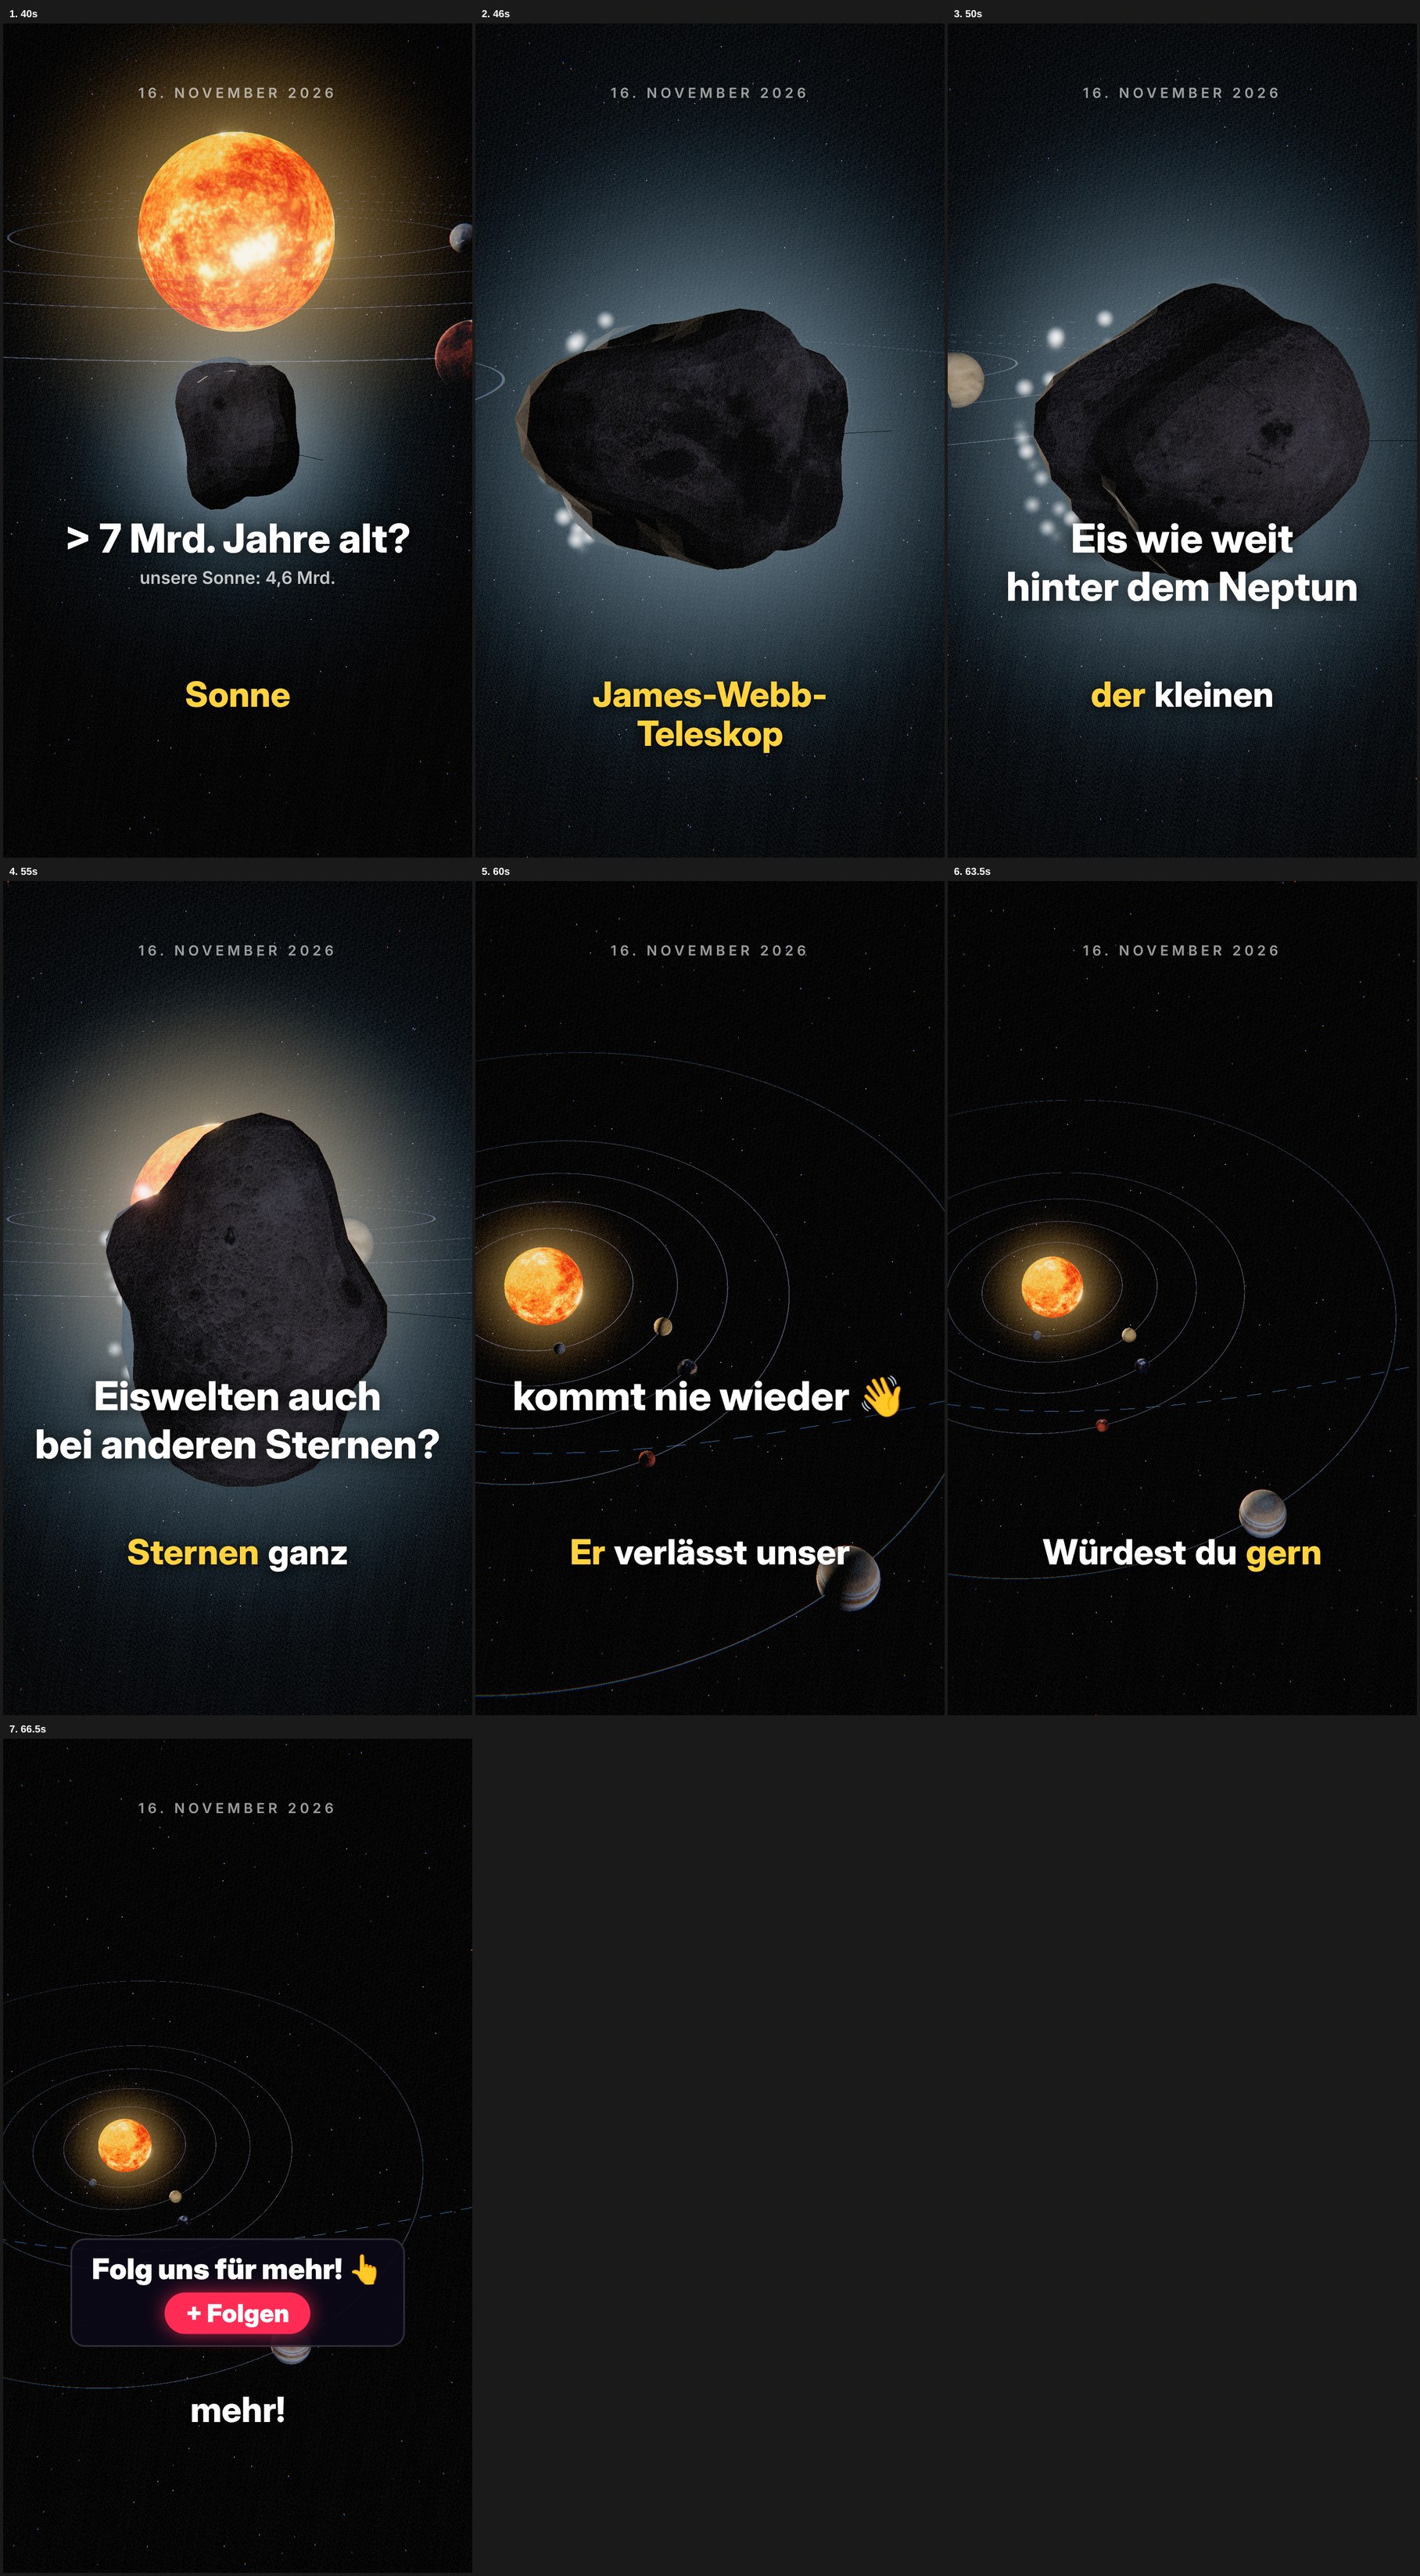 1. 40s
16. NOVEMBER 2026
> 7 Mrd. Jahre alt?
unsere Sonne: 4,6 Mrd.
Sonne
2. 46s
16. NOVEMBER 2026
James-Webb-
Teleskop
3. 50s
16. NOVEMBER 2026
Eis wie weit
hinter dem Neptun
der kleinen
4. 55s
16. NOVEMBER 2026
Eiswelten auch
bei anderen Sternen?
Sternen ganz
5. 60s
16. NOVEMBER 2026
kommt nie wieder 👋
Er verlässt unser
6. 63.5s
16. NOVEMBER 2026
Würdest du gern
7. 66.5s
16. NOVEMBER 2026
Folg uns für mehr! 👆
+ Folgen
mehr!